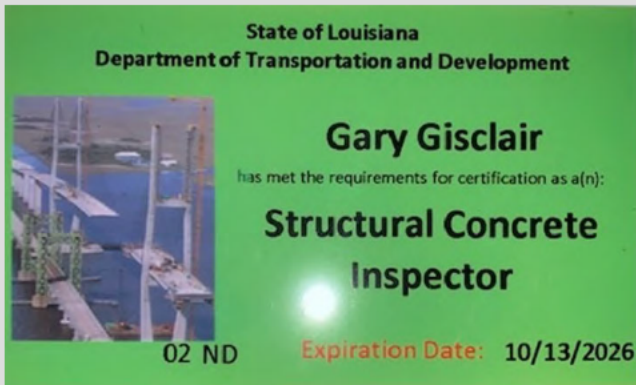 State of Louisiana
Department of Transportation and Development
Gary Gisclair
has met the requirements for certification as a(n):
Structural Concrete
Inspector
02 ND
Expiration Date: 10/13/2026